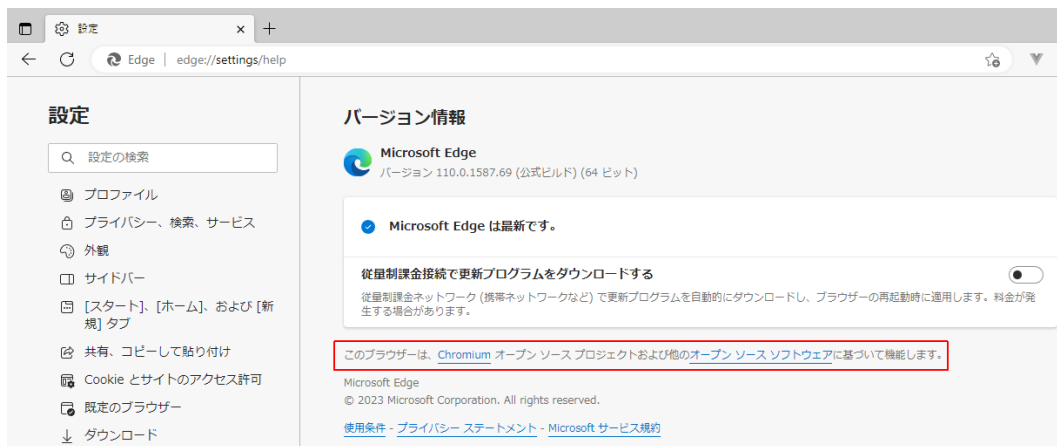 設定
Edge | edge://settings/help
設定
設定の検索
プロファイル
プライバシー、検索、サービス
外観
サイドバー
[スタート]、[ホーム]、および [新
規] タブ
共有、コピーして貼り付け
Cookie とサイトのアクセス許可
既定のブラウザー
ダウンロード
バージョン情報
Microsoft Edge
バージョン 110.0.1587.69 (公式ビルド) (64 ビット)
Microsoft Edge は最新です。
従量制課金接続で更新プログラムをダウンロードする
従量制課金ネットワーク (携帯ネットワークなど) で更新プログラムを自動的にダウンロードし、ブラウザーの再起動時に適用します。料金が発
生する場合があります。
このブラウザーは、Chromium オープン ソース プロジェクトおよび他のオープン ソース ソフトウェアに基づいて機能します。
Microsoft Edge
© 2023 Microsoft Corporation. All rights reserved.
使用条件 - プライバシー ステートメント - Microsoft サービス規約